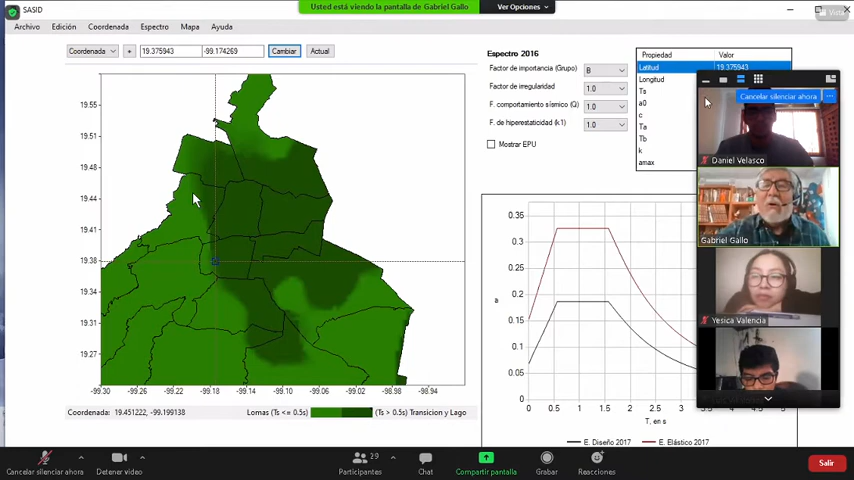 Usted está viendo la pantalla de Gabriel Gallo
Ver Opciones
SASID
Vista
Archivo Edición Coordenada Espectro Mapa Ayuda
Coordenada + 19.375943 -99.174269 Cambiar Actual
Espectro 2016
Factor de importancia (Grupo) B
Factor de irregularidad 1.0
F. comportamiento sísmico (Q) 1.0
F. de hiperestaticidad (k1) 1.0
Mostrar EPU
Propiedad Valor
Latitud 19.375943
Longitud
Ts
a0
c
Ta
Tb
k
amax
Cancelar silenciar ahora ...
Daniel Velasco
Gabriel Gallo
Yesica Valencia
19.55
19.51
19.48
19.44
19.41
19.38
19.34
19.31
19.27
-99.30 -99.26 -99.22 -99.18 -99.14 -99.10 -99.06 -99.02 -98.98 -98.94
Coordenada: 19.451222, -99.199138
Lomas (Ts <= 0.5s) (Ts > 0.5s) Transicion y Lago
0.35
0.3
0.25
0.2
0.15
0.1
0.05
0
a
0 0.5 1 1.5 2 2.5 3 3.5 4 4.5 5
T, en s
E. Diseño 2017 E. Elástico 2017
Cancelar silenciar ahora
Detener video
29
Participantes
Chat
Compartir pantalla
Grabar
Reacciones
Salir